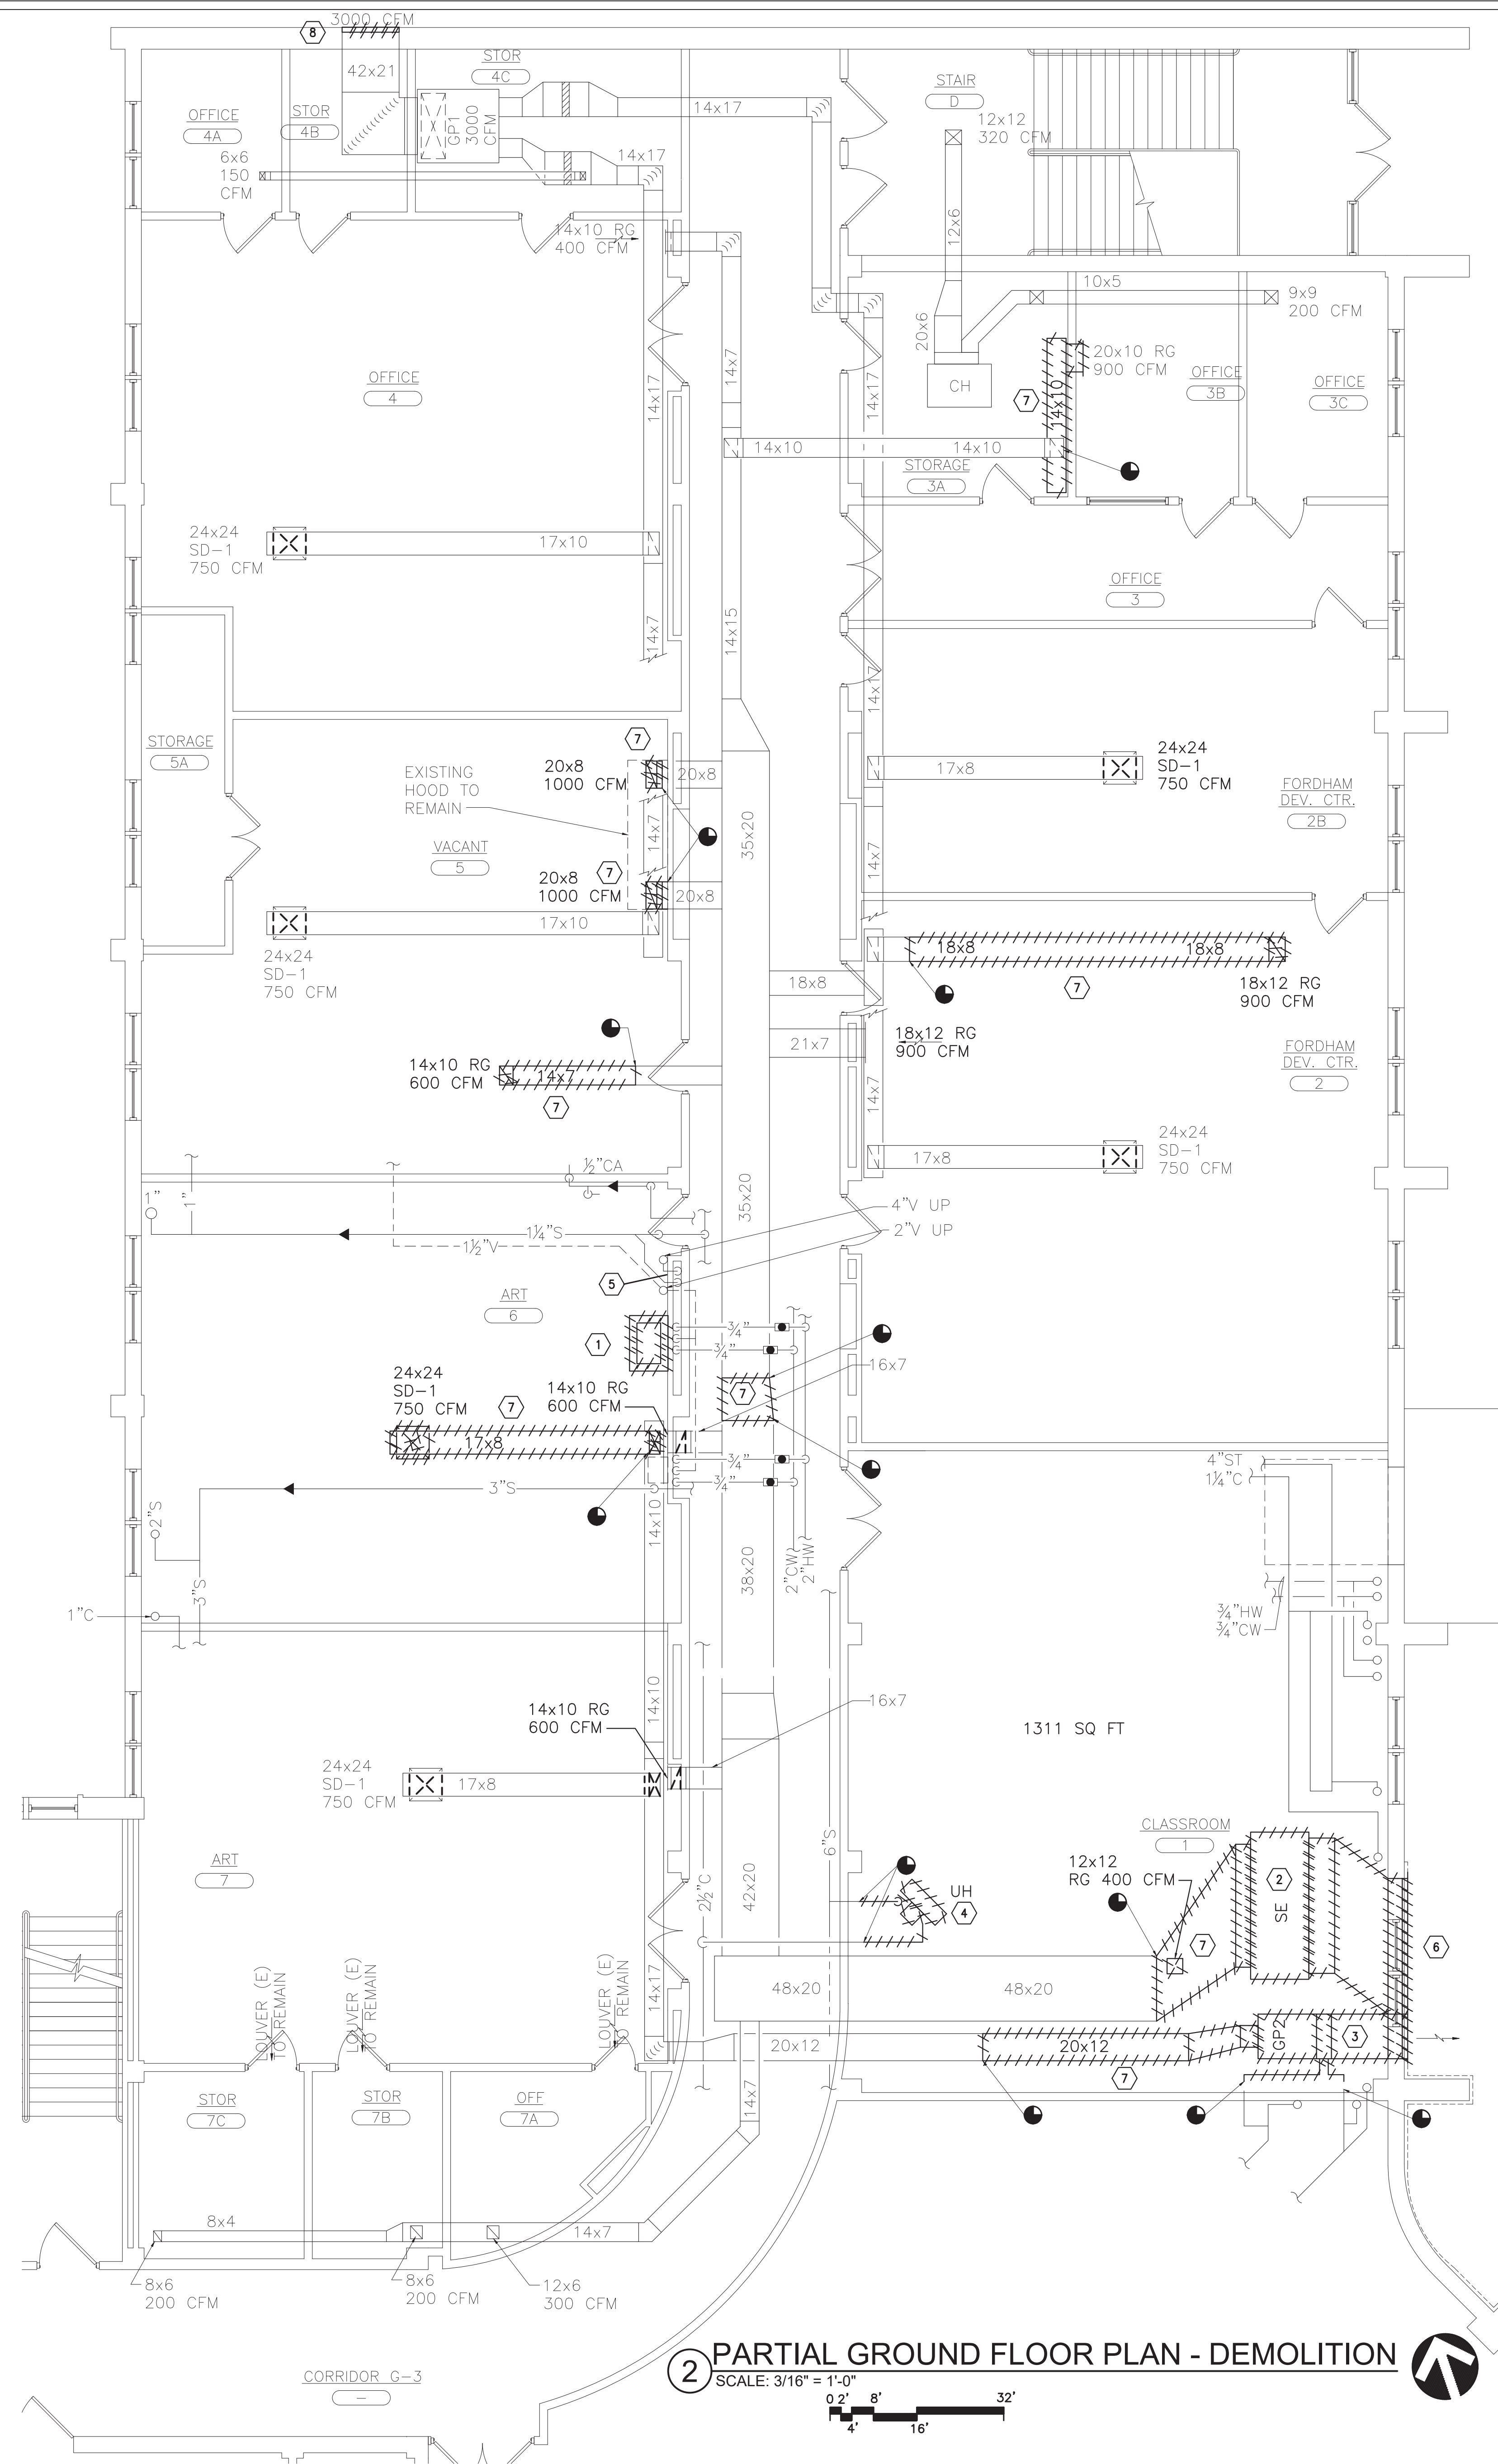 3000 CFM
8
42x21
STOR
4C
GP1
3000
CFM
OFFICE
4A
STOR
4B
6x6
150
CFM
14x17
14x17
STAIR
D
12x12
320 CFM
12x6
14x10 RG
400 CFM
10x5
9x9
200 CFM
20x6
CH
20x10 RG
900 CFM
7
14x10
OFFICE
3B
OFFICE
3C
OFFICE
4
14x17
14x7
14x17
14x10
14x10
STORAGE
3A
24x24
SD-1
750 CFM
17x10
OFFICE
3
14x7
14x15
14x17
STORAGE
5A
7
EXISTING
HOOD TO
REMAIN
20x8
1000 CFM
20x8
17x8
24x24
SD-1
750 CFM
FORDHAM
DEV. CTR.
2B
14x7
35x20
VACANT
5
14x7
20x8
1000 CFM
7
20x8
17x10
24x24
SD-1
750 CFM
18x8
18x8
18x8
7
18x12 RG
900 CFM
18x12 RG
900 CFM
21x7
FORDHAM
DEV. CTR.
2
14x10 RG
600 CFM
14x7
7
14x7
24x24
SD-1
750 CFM
17x8
1/2"CA
1"
1"
35x20
4"V UP
2"V UP
1 1/4"S
1 1/2"V
5
ART
6
1
3/4"
3/4"
16x7
24x24
SD-1
750 CFM
7
14x10 RG
600 CFM
7
17x8
3/4"
3/4"
4"ST
1 1/4"C
3"S
2"S
14x10
38x20
2"CW
2"HW
3"S
1"C
6"S
3/4"HW
3/4"CW
14x10
14x10 RG
600 CFM
16x7
1311 SQ FT
24x24
SD-1
750 CFM
17x8
CLASSROOM
1
ART
7
2 1/2"C
42x20
6"S
12x12
RG 400 CFM
UH
4
2
SE
7
6
LOUVER (E)
TO REMAIN
LOUVER (E)
TO REMAIN
LOUVER (E)
TO REMAIN
14x17
48x20
48x20
20x12
20x12
GP2
3
7
14x7
STOR
7C
STOR
7B
OFF
7A
8x4
14x7
8x6
200 CFM
8x6
200 CFM
12x6
300 CFM
2
PARTIAL GROUND FLOOR PLAN - DEMOLITION
SCALE: 3/16" = 1'-0"
0 2' 8' 32'
4' 16'
CORRIDOR G-3
-